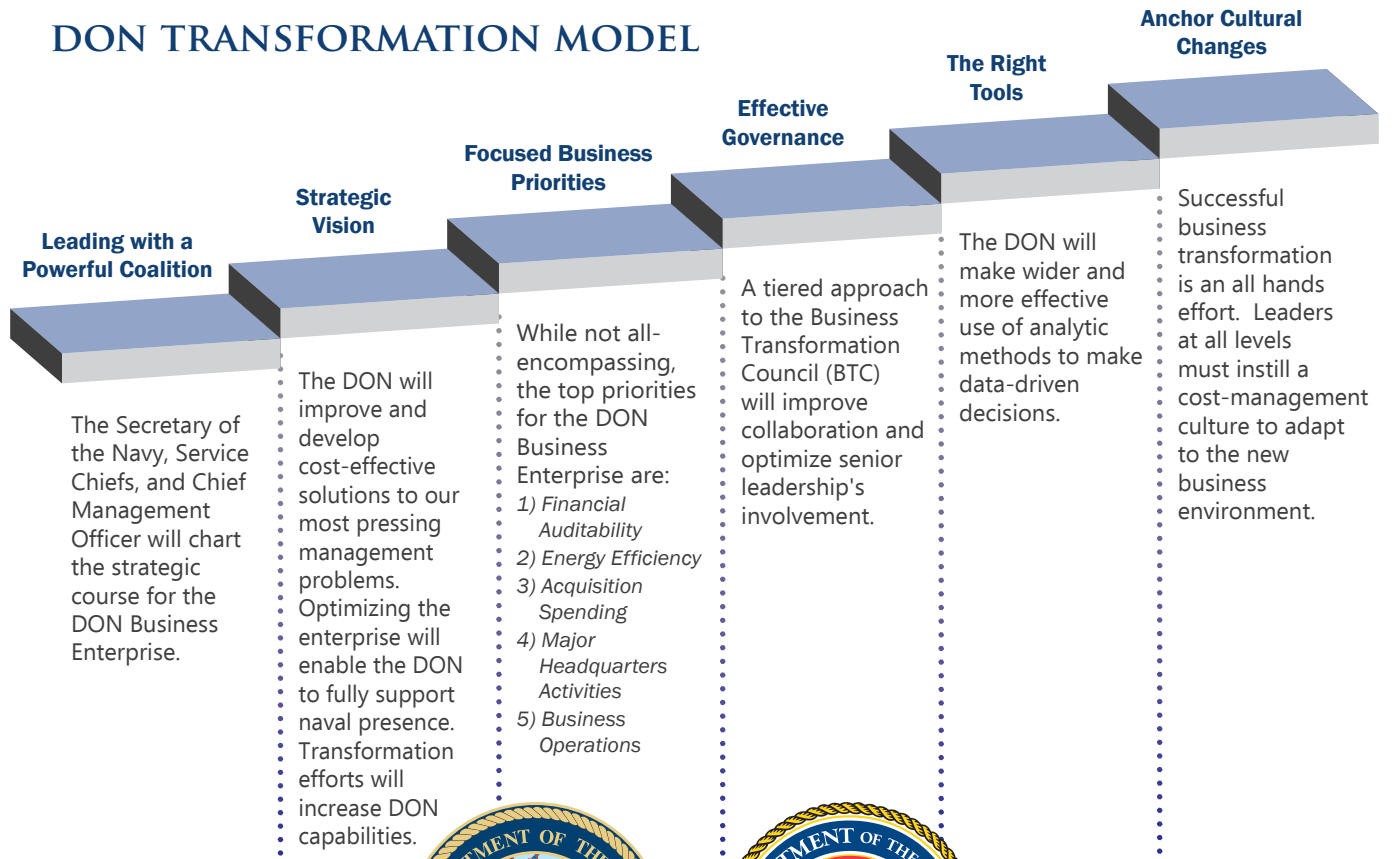 DON TRANSFORMATION MODEL
Leading with a
Powerful Coalition
The Secretary of
the Navy, Service
Chiefs, and Chief
Management
Officer will chart
the strategic
course for the
DON Business
Enterprise.
Strategic
Vision
The DON will
improve and
develop
cost-effective
solutions to our
most pressing
management
problems.
Optimizing the
enterprise will
enable the DON
to fully support
naval presence.
Transformation
efforts will
increase DON
capabilities.
Focused Business
Priorities
While not all-
encompassing,
the top priorities
for the DON
Business
Enterprise are:
1) Financial
Auditability
2) Energy Efficiency
3) Acquisition
Spending
4) Major
Headquarters
Activities
5) Business
Operations
Effective
Governance
A tiered approach
to the Business
Transformation
Council (BTC)
will improve
collaboration and
optimize senior
leadership's
involvement.
The Right
Tools
The DON will
make wider and
more effective
use of analytic
methods to make
data-driven
decisions.
Anchor Cultural
Changes
Successful
business
transformation
is an all hands
effort.  Leaders
at all levels
must instill a
cost-management
culture to adapt
to the new
business
environment.
TMENT OF THE
TMENT OF THE